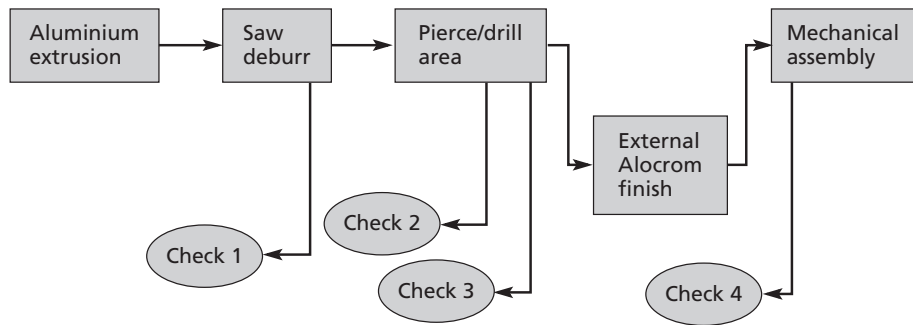 Aluminium
extrusion
Saw
deburr
Pierce/drill
area
Mechanical
assembly
External
Alocrom
finish
Check 1
Check 2
Check 3
Check 4